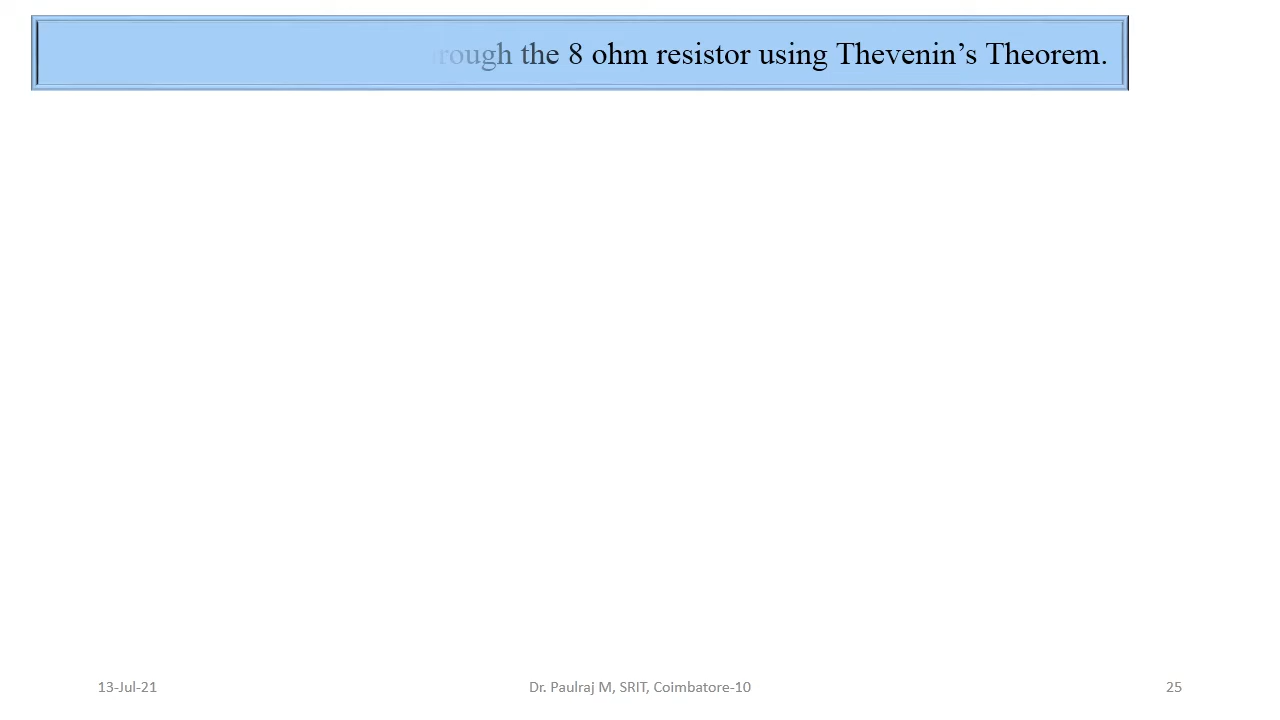 rough the 8 ohm resistor using Thevenin’s Theorem.
13-Jul-21
Dr. Paulraj M, SRIT, Coimbatore-10
25